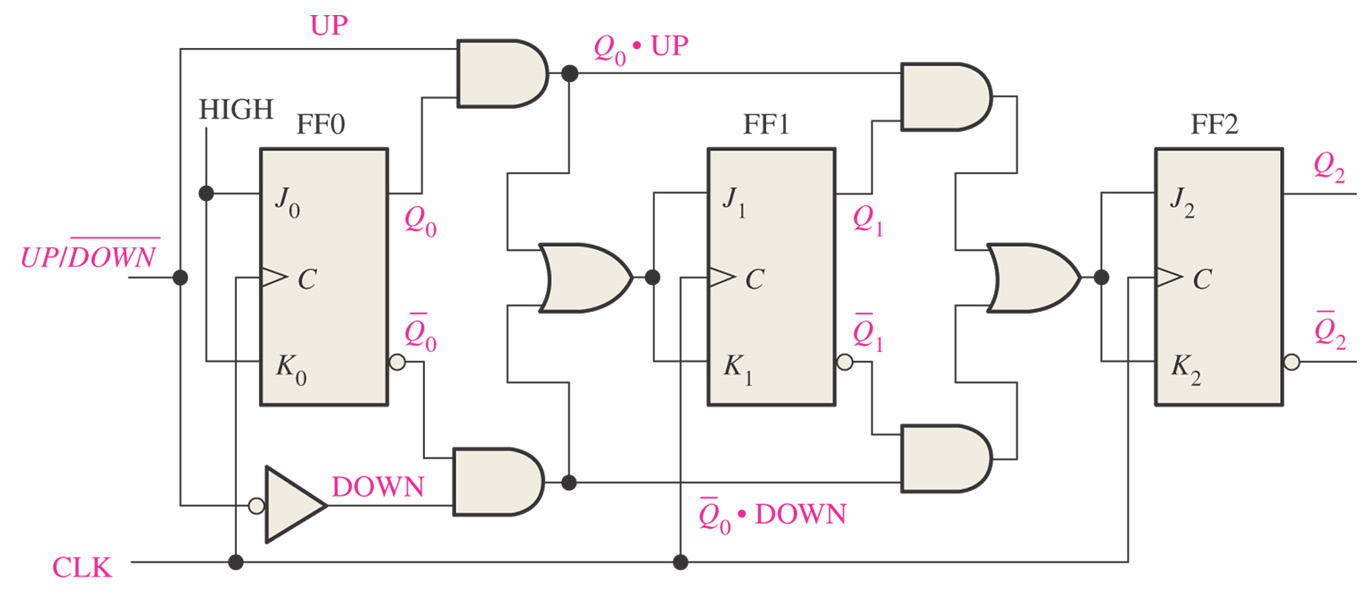 UP
Q₀ • UP
HIGH
FF0
FF1
FF2
J₀
J₁
J₂
Q₀
Q₁
Q₂
UP/D̅O̅W̅N̅
C
C
C
Q̅₀
Q̅₁
Q̅₂
K₀
K₁
K₂
DOWN
Q̅₀ • DOWN
CLK